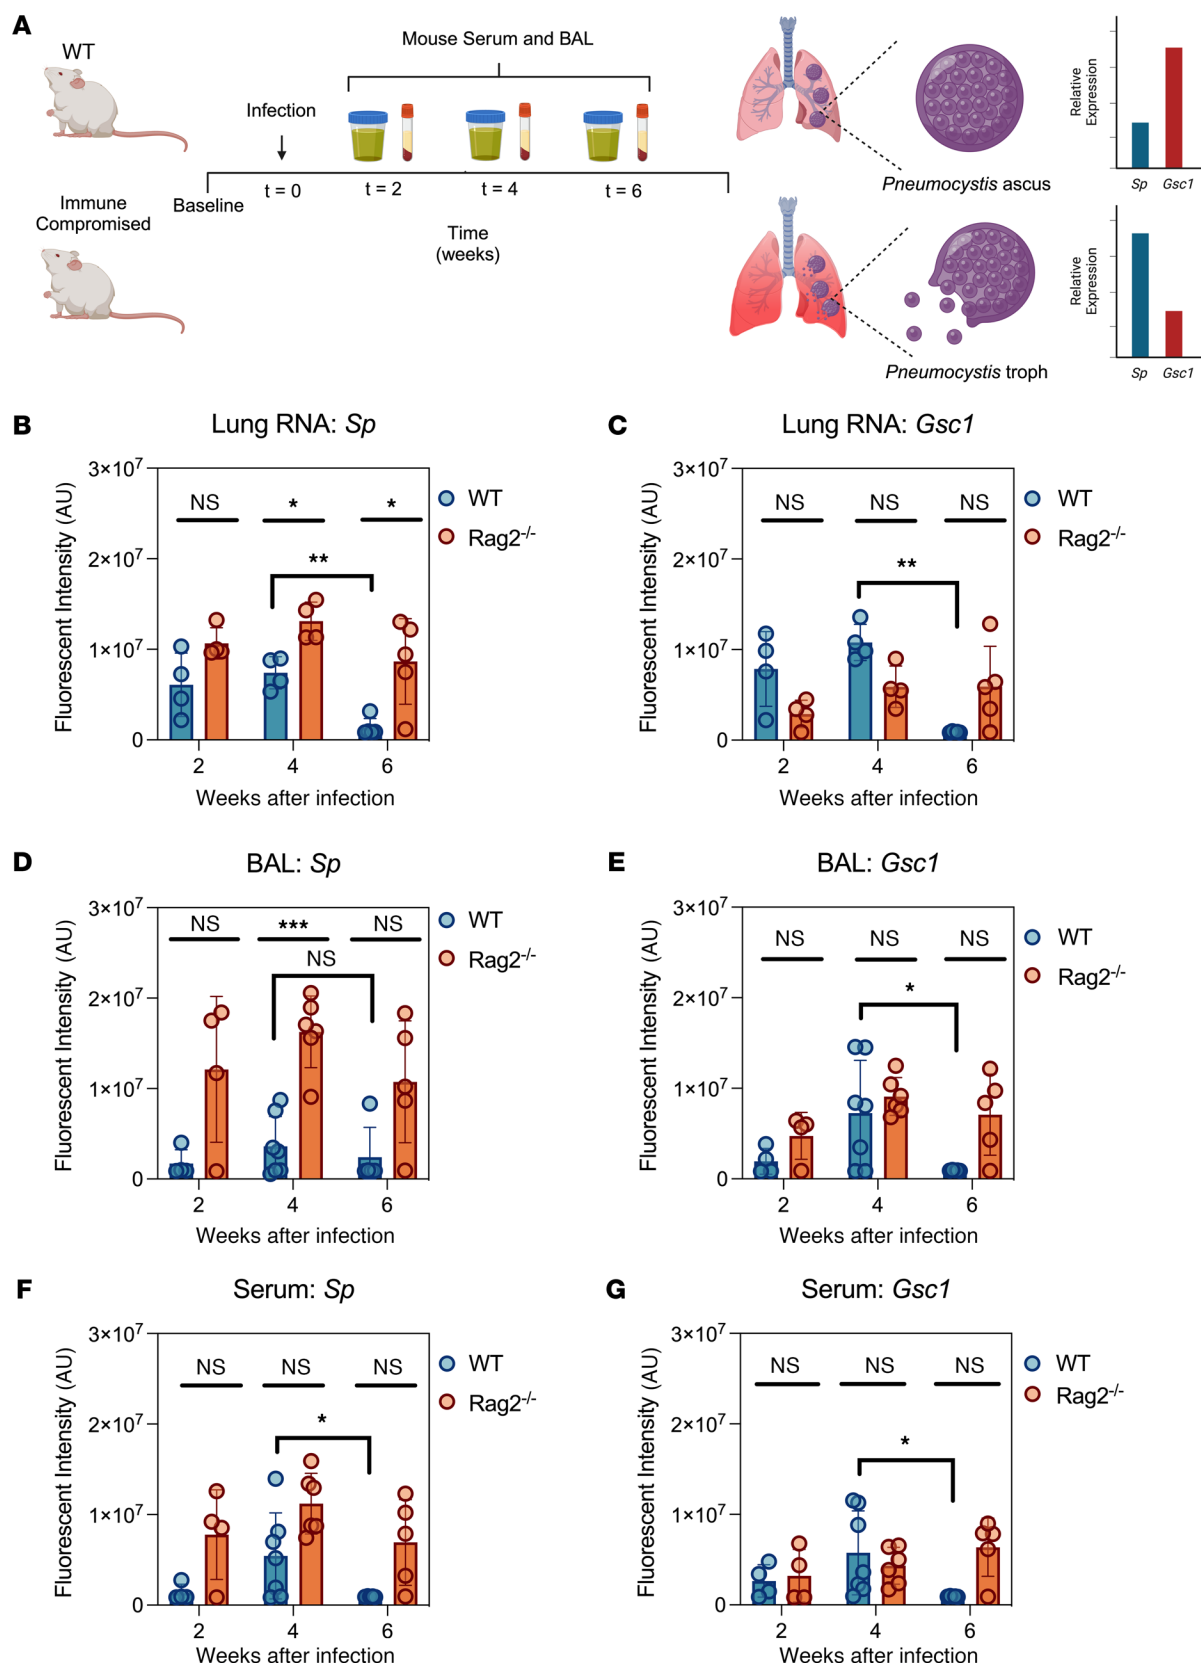 A
WT
Immune
Compromised
Mouse Serum and BAL
Infection
Baseline
t = 0
t = 2
t = 4
t = 6
Time
(weeks)
Pneumocystis ascus
Relative
Expression
Sp
Gsc1
Pneumocystis troph
Relative
Expression
Sp
Gsc1
B
Lung RNA: Sp
Fluorescent Intensity (AU)
3×10⁷
2×10⁷
1×10⁷
0
NS
*
*
**
2
4
6
Weeks after infection
WT
Rag2⁻/⁻
C
Lung RNA: Gsc1
Fluorescent Intensity (AU)
3×10⁷
2×10⁷
1×10⁷
0
NS
NS
NS
**
2
4
6
Weeks after infection
WT
Rag2⁻/⁻
D
BAL: Sp
Fluorescent Intensity (AU)
3×10⁷
2×10⁷
1×10⁷
0
NS
***
NS
NS
2
4
6
Weeks after infection
WT
Rag2⁻/⁻
E
BAL: Gsc1
Fluorescent Intensity (AU)
3×10⁷
2×10⁷
1×10⁷
0
NS
NS
NS
*
2
4
6
Weeks after infection
WT
Rag2⁻/⁻
F
Serum: Sp
Fluorescent Intensity (AU)
3×10⁷
2×10⁷
1×10⁷
0
NS
NS
NS
*
2
4
6
Weeks after infection
WT
Rag2⁻/⁻
G
Serum: Gsc1
Fluorescent Intensity (AU)
3×10⁷
2×10⁷
1×10⁷
0
NS
NS
NS
*
2
4
6
Weeks after infection
WT
Rag2⁻/⁻